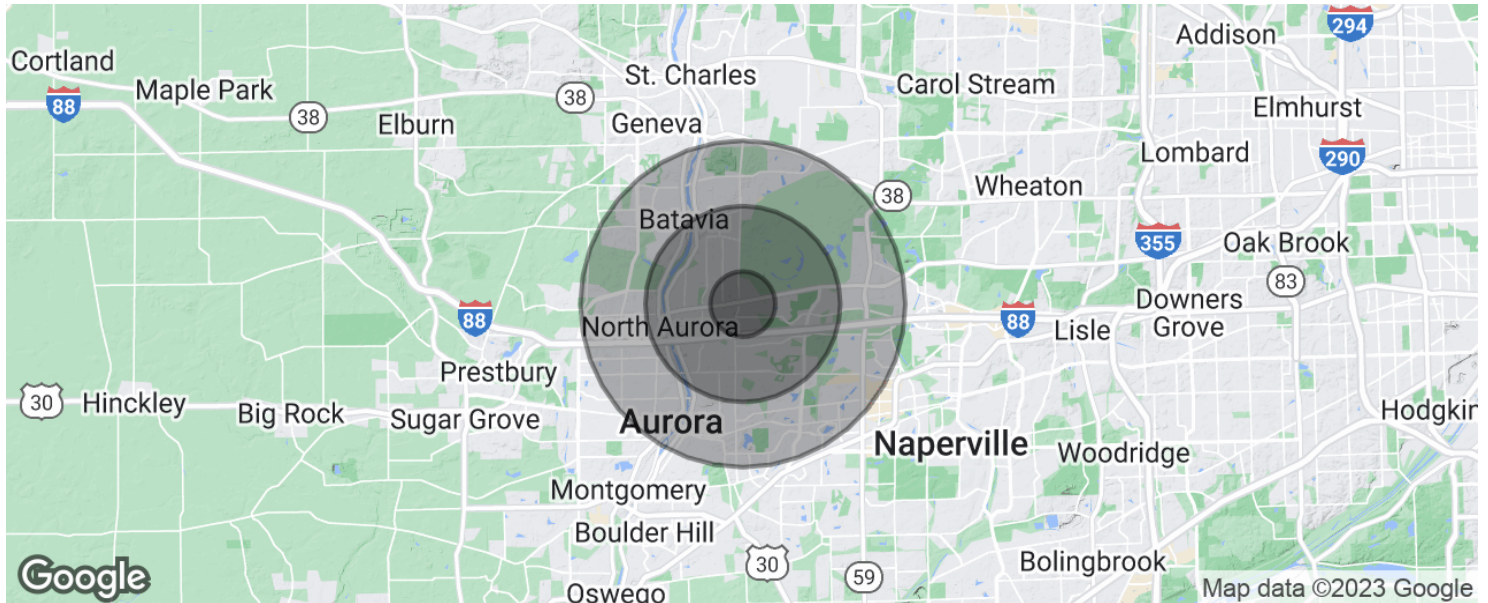 294
Addison
Cortland
St. Charles
Carol Stream
88
Maple Park
38
38
Elburn
Geneva
Elmhurst
Lombard
290
Wheaton
38
Batavia
355
Oak Brook
83
88
North Aurora
88
Downers
Grove
Lisle
Prestbury
30
Hinckley
Big Rock
Sugar Grove
Aurora
Hodgkin
Naperville
Woodridge
Montgomery
Boulder Hill
30
59
Bolingbrook
Oswego
Google
Map data ©2023 Google